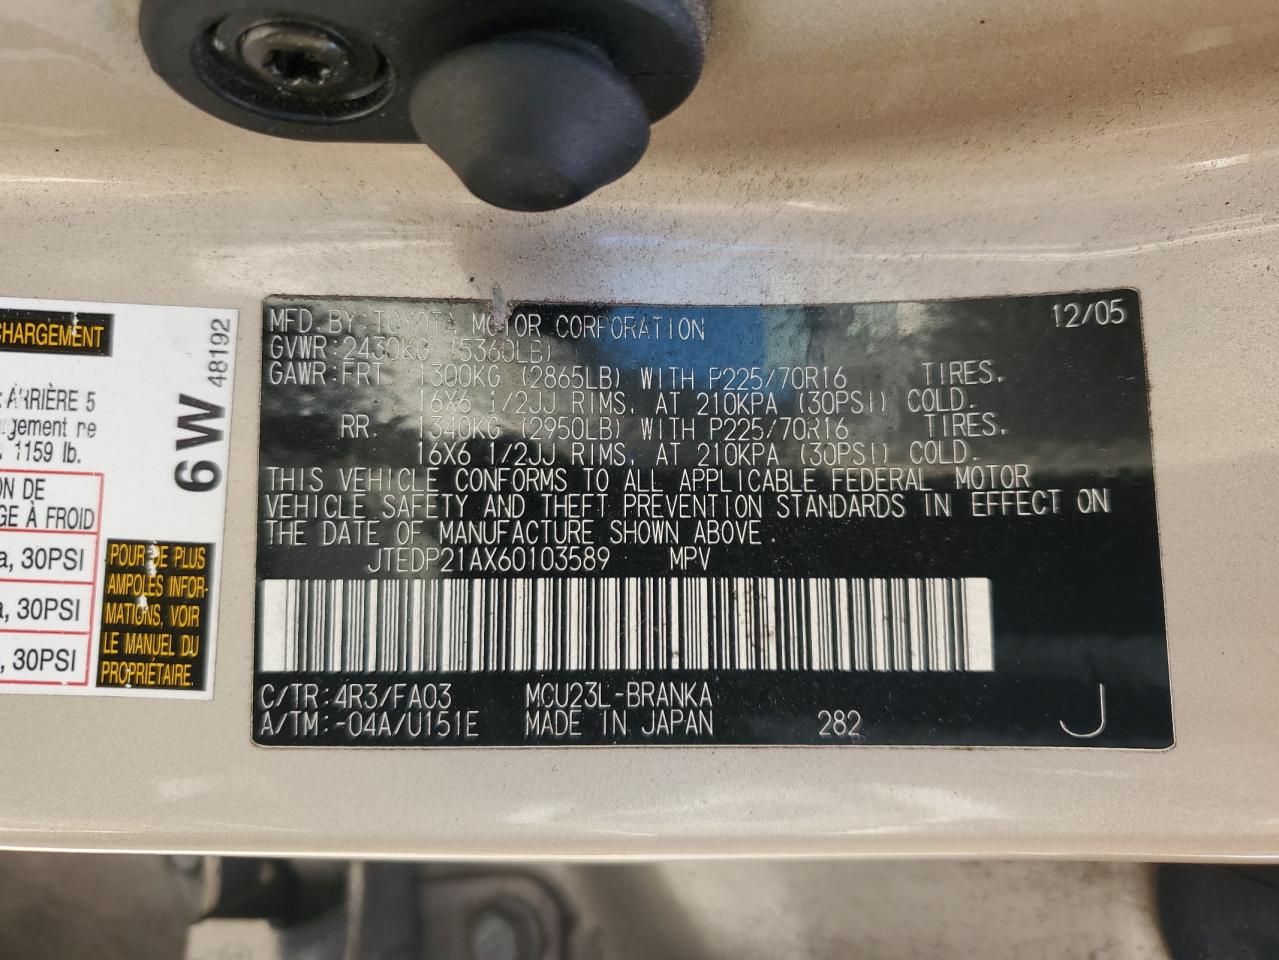 CHARGEMENT
ARRIÈRE 5
gement re
. 1159 lb.
ON DE
GE À FROID
a, 30PSI
a, 30PSI
, 30PSI
6W 48192
POUR DE PLUS
AMPOLES INFOR-
MATIONS, VOIR
LE MANUEL DU
PROPRIÉTAIRE.
MFD. BY: TOYOTA MOTOR CORPORATION 12/05
GVWR: 2430KG (5360LB)
GAWR: FRT. 1300KG (2865LB) WITH P225/70R16 TIRES.
16X6 1/2JJ RIMS, AT 210KPA (30PSI) COLD.
RR. 1340KG (2950LB) WITH P225/70R16 TIRES.
16X6 1/2JJ RIMS, AT 210KPA (30PSI) COLD.
THIS VEHICLE CONFORMS TO ALL APPLICABLE FEDERAL MOTOR
VEHICLE SAFETY AND THEFT PREVENTION STANDARDS IN EFFECT ON
THE DATE OF MANUFACTURE SHOWN ABOVE.
JTEDP21AX60103589 MPV
C/TR: 4R3/FA03 MCU23L-BRANKA
A/TM: -04A/U151E MADE IN JAPAN 282 J